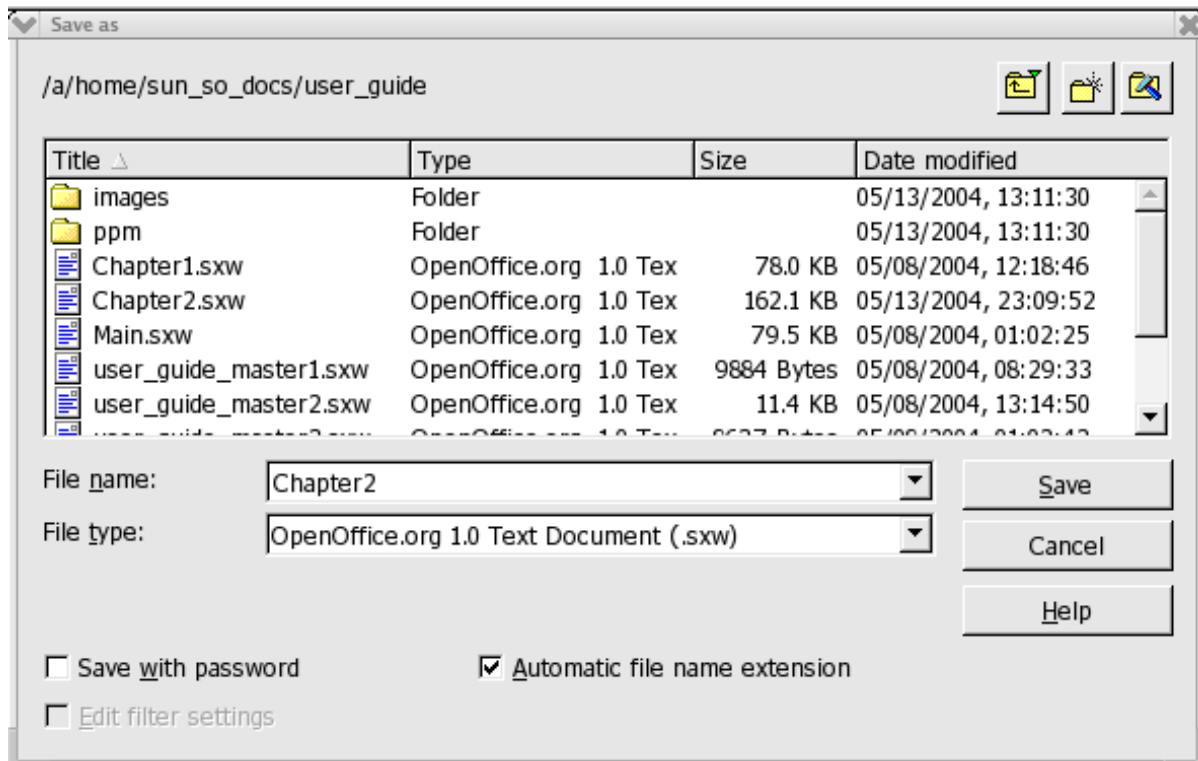 Save as
/a/home/sun_so_docs/user_guide
Title Type Size Date modified
images Folder 05/13/2004, 13:11:30
ppm Folder 05/13/2004, 13:11:30
Chapter1.sxw OpenOffice.org 1.0 Tex 78.0 KB 05/08/2004, 12:18:46
Chapter2.sxw OpenOffice.org 1.0 Tex 162.1 KB 05/13/2004, 23:09:52
Main.sxw OpenOffice.org 1.0 Tex 79.5 KB 05/08/2004, 01:02:25
user_guide_master1.sxw OpenOffice.org 1.0 Tex 9884 Bytes 05/08/2004, 08:29:33
user_guide_master2.sxw OpenOffice.org 1.0 Tex 11.4 KB 05/08/2004, 13:14:50
File name: Chapter2 Save
File type: OpenOffice.org 1.0 Text Document (.sxw)
Cancel
Help
Save with password Automatic file name extension
Edit filter settings